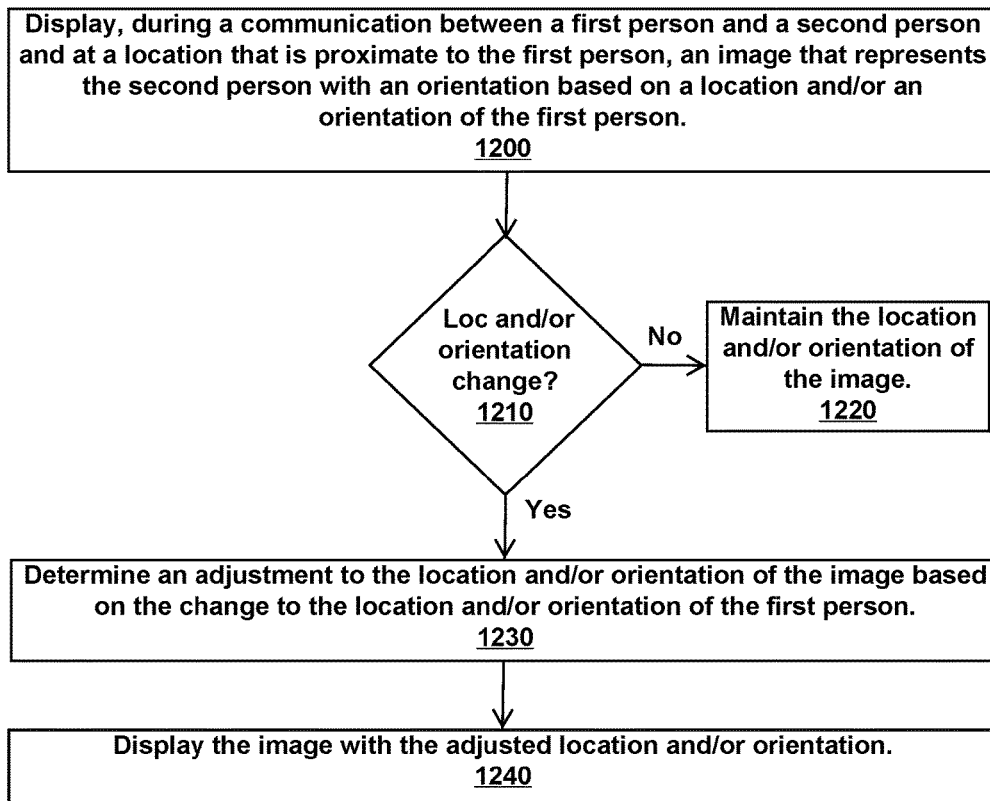 Display, during a communication between a first person and a second person
and at a location that is proximate to the first person, an image that represents
the second person with an orientation based on a location and/or an
orientation of the first person.
1200
Loc and/or
orientation
change?
1210
No
Maintain the location
and/or orientation of
the image.
1220
Yes
Determine an adjustment to the location and/or orientation of the image based
on the change to the location and/or orientation of the first person.
1230
Display the image with the adjusted location and/or orientation.
1240